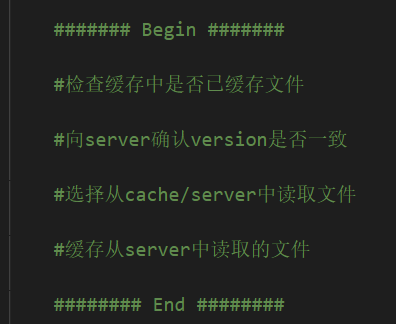 ####### Begin #######
#检查缓存中是否已缓存文件
#向server确认version是否一致
#选择从cache/server中读取文件
#缓存从server中读取的文件
######## End ########